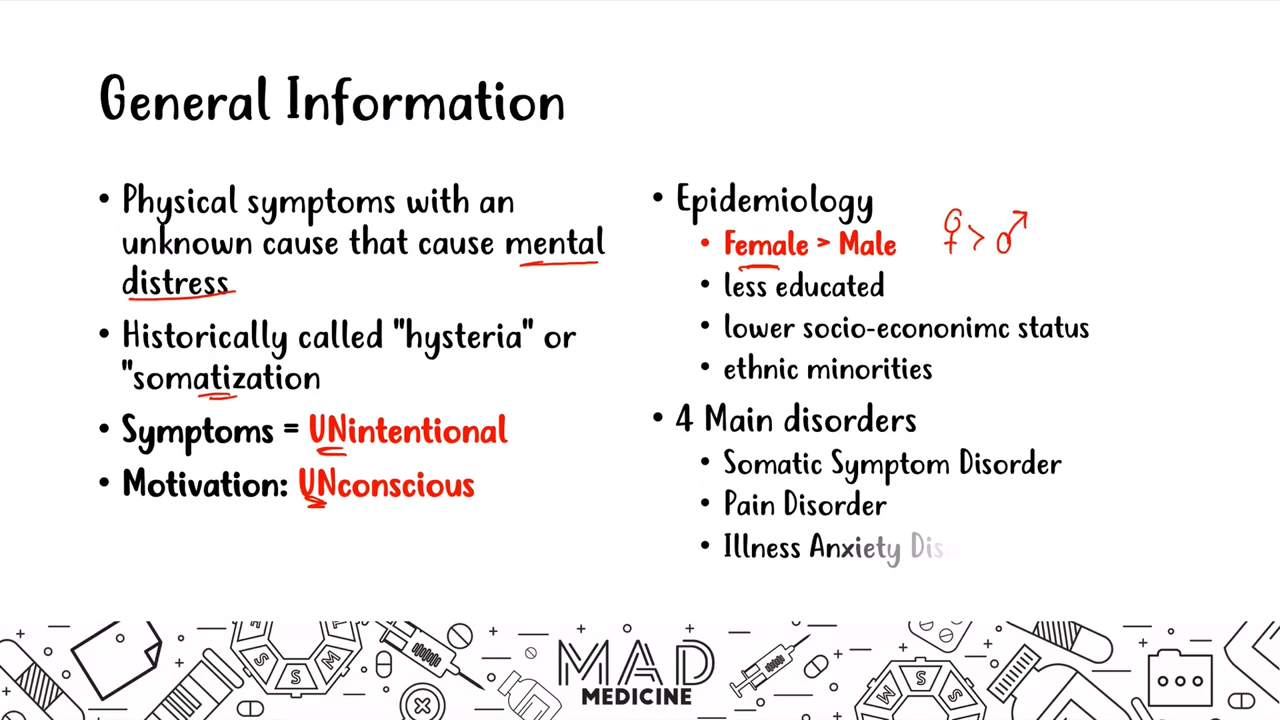 General Information
• Physical symptoms with an
unknown cause that cause mental
distress
• Historically called "hysteria" or
"somatization
• Symptoms = UNintentional
• Motivation: UNconscious
• Epidemiology
• Female > Male
♀ > ♂
• less educated
• lower socio-econonimc status
• ethnic minorities
• 4 Main disorders
• Somatic Symptom Disorder
• Pain Disorder
• Illness Anxiety Dis
S S M
MAD
MEDICINE
M S S